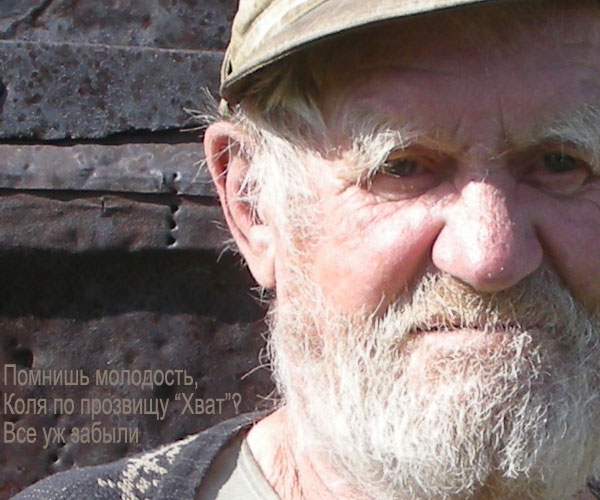 Помнишь молодость,
Коля по прозвищу “Хват”?
Все уж забыли